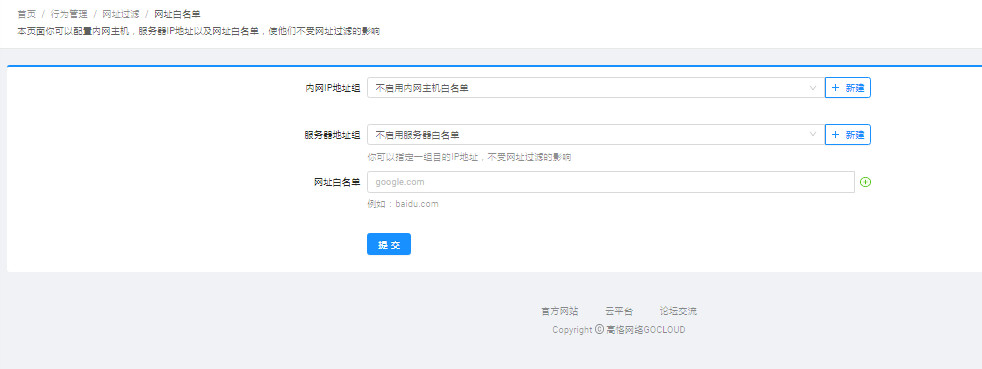 首页 / 行为管理 / 网址过滤 / 网址白名单
本页面你可以配置内网主机，服务器IP地址以及网址白名单，使他们不受网址过滤的影响
内网IP地址组 不启用内网主机白名单 + 新建
服务器地址组 不启用服务器白名单 + 新建
你可以指定一组目的IP地址，不受网址过滤的影响
网址白名单 google.com
例如：baidu.com
提 交
官方网站 云平台 论坛交流
Copyright © 高恪网络GOCLOUD